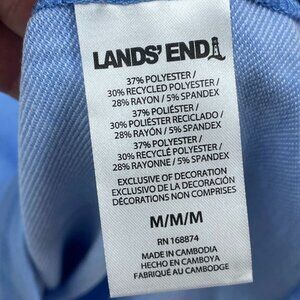 LANDS' END
37% POLYESTER /
30% RECYCLED POLYESTER /
28% RAYON / 5% SPANDEX
37% POLIÉSTER /
30% POLIÉSTER RECICLADO /
28% RAYÓN / 5% SPANDEX
37% POLYESTER /
30% RECYCLÉ POLYESTER /
28% RAYONNE / 5% SPANDEX
EXCLUSIVE OF DECORATION
EXCLUSIVO DE LA DECORACIÓN
DÉCORATIONS NON COMPRISES
M/M/M
RN 168874
MADE IN CAMBODIA
HECHO EN CAMBOYA
FABRIQUÉ AU CAMBODGE